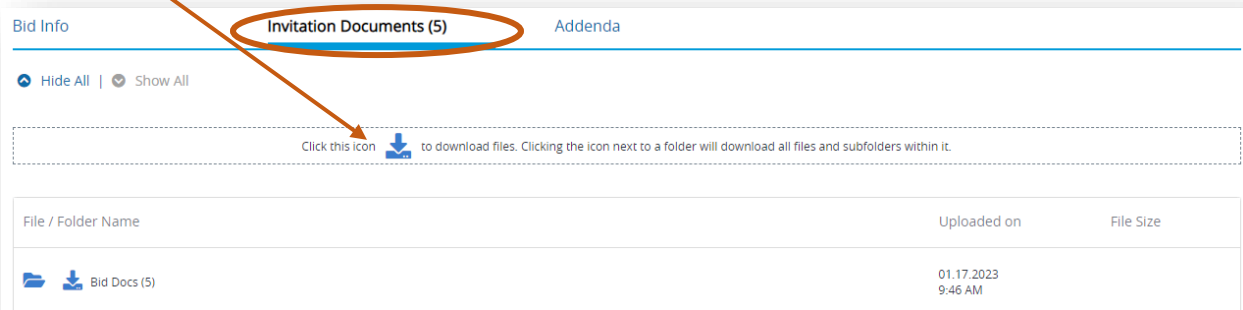 Bid Info Invitation Documents (5) Addenda
Hide All | Show All
Click this icon to download files. Clicking the icon next to a folder will download all files and subfolders within it.
File / Folder Name Uploaded on File Size
Bid Docs (5) 01.17.2023
9:46 AM